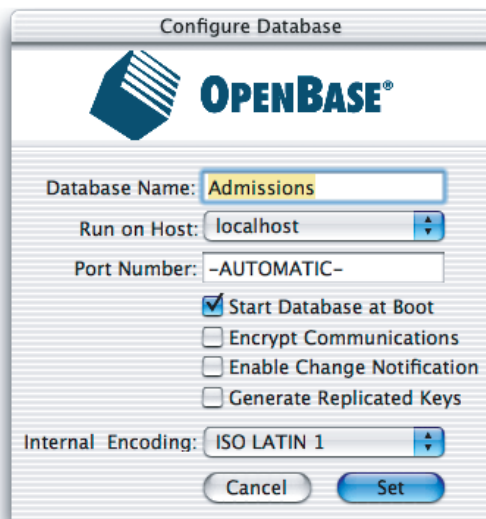 Configure Database
OPENBASE®
Database Name: Admissions
Run on Host: localhost
Port Number: -AUTOMATIC-
Start Database at Boot
Encrypt Communications
Enable Change Notification
Generate Replicated Keys
Internal Encoding: ISO LATIN 1
Cancel Set